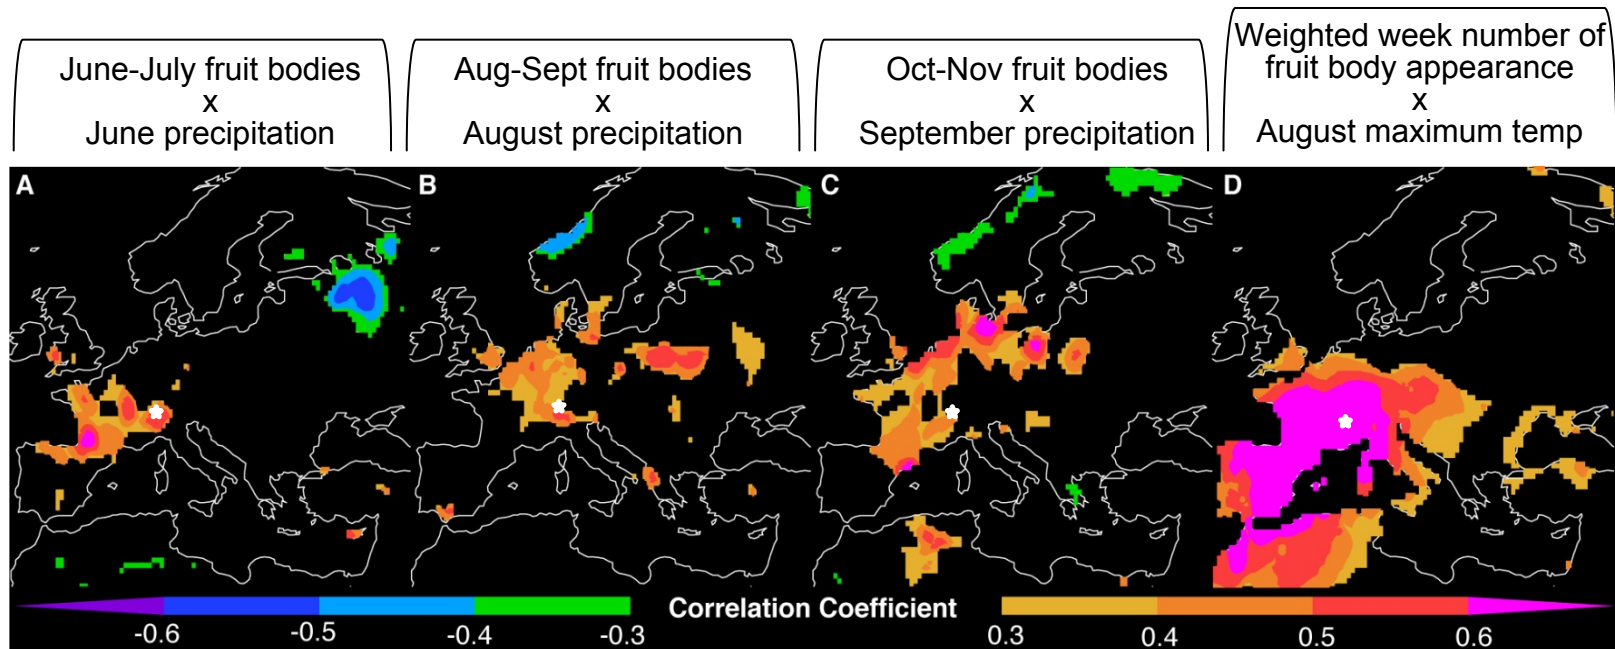 June-July fruit bodies
x
June precipitation
Aug-Sept fruit bodies
x
August precipitation
Oct-Nov fruit bodies
x
September precipitation
Weighted week number of
fruit body appearance
x
August maximum temp
A
B
C
D
Correlation Coefficient
-0.6
-0.5
-0.4
-0.3
0.3
0.4
0.5
0.6